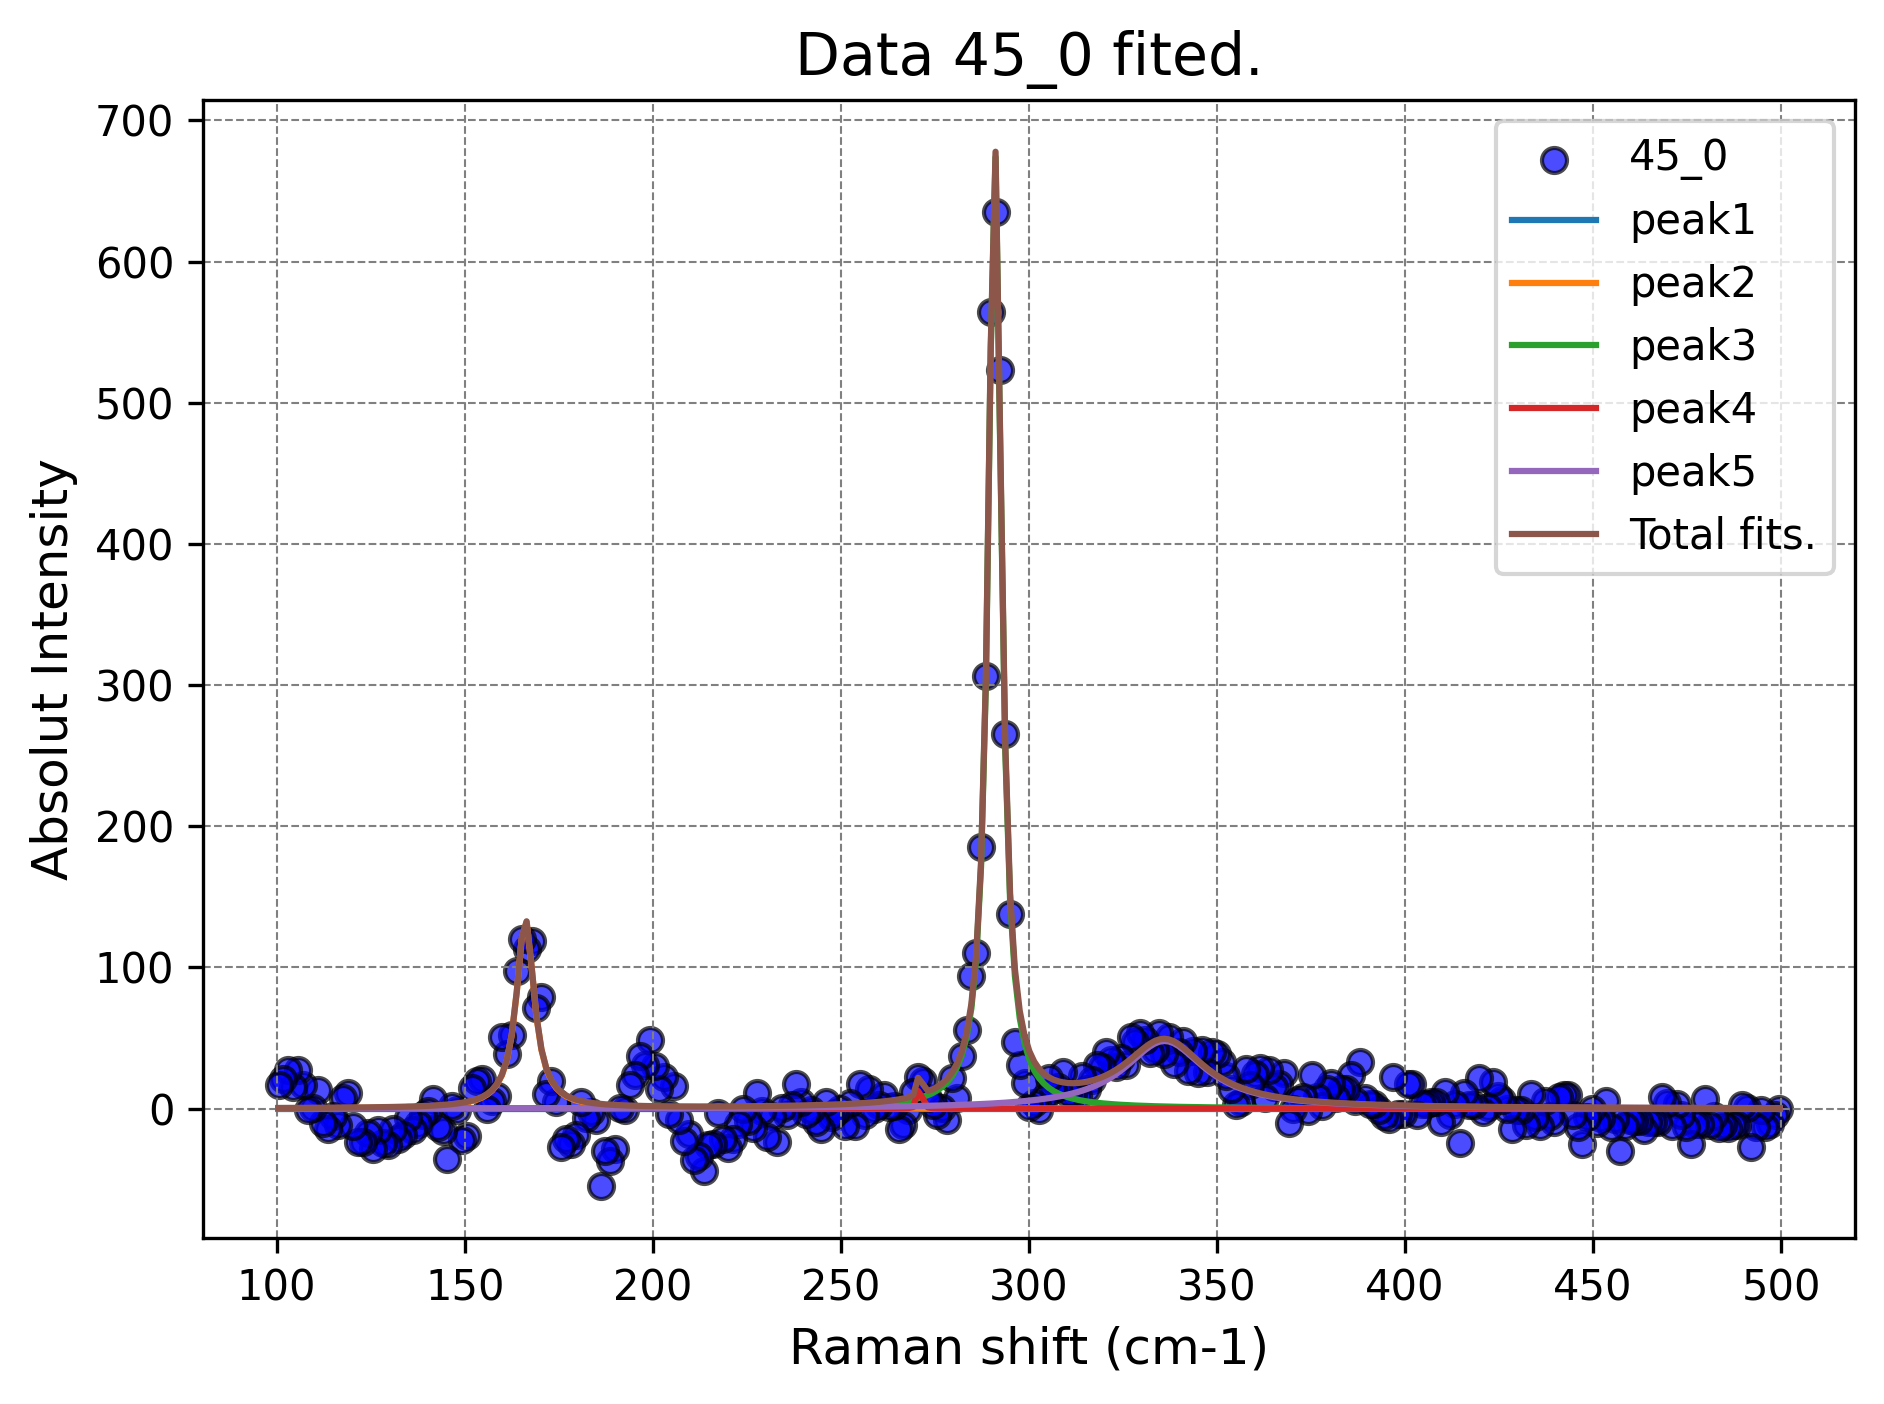 Data 45_0 fited.
700
600
500
400
300
200
100
0
Absolut Intensity
100 150 200 250 300 350 400 450 500
Raman shift (cm-1)
45_0
peak1
peak2
peak3
peak4
peak5
Total fits.